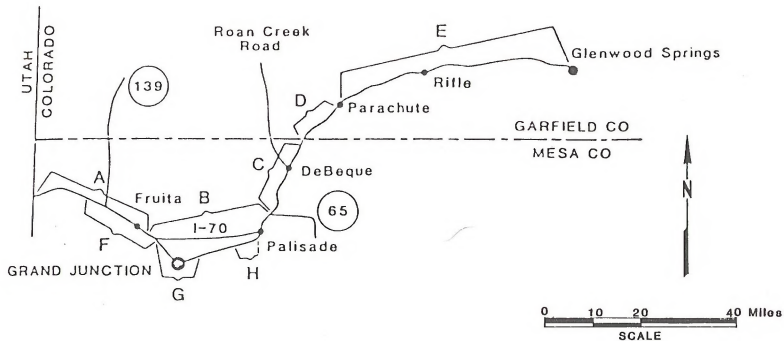 Roan Creek
Road
E
Glenwood Springs
UTAH
COLORADO
139
Rifle
D
Parachute
GARFIELD CO
MESA CO
C
DeBeque
A
Fruita
B
65
N
I-70
F
Palisade
GRAND JUNCTION
H
G
0 10 20 40 Miles
SCALE